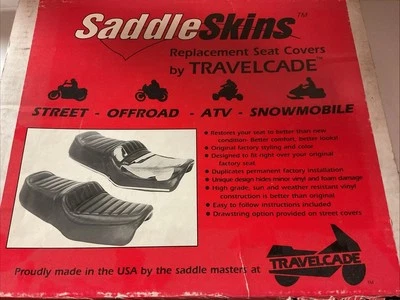 SaddleSkins™
Replacement Seat Covers
by TRAVELCADE™
STREET - OFFROAD - ATV - SNOWMOBILE
• Restores your seat to better than new
condition- Better comfort, better looks!
• Original factory styling and color
• Designed to fit right over your original
factory seat
• Duplicates permanent factory installation
• Unique design hides minor vinyl and foam damage
• High grade, sun and weather resistant vinyl
construction is better than original
• Easy to follow instructions included
• Drawstring option provided on street covers
Proudly made in the USA by the saddle masters at
TRAVELCADE